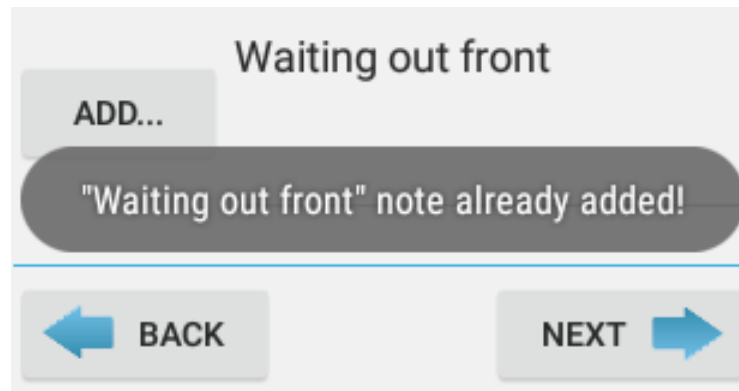 Waiting out front
ADD...
"Waiting out front" note already added!
BACK
NEXT